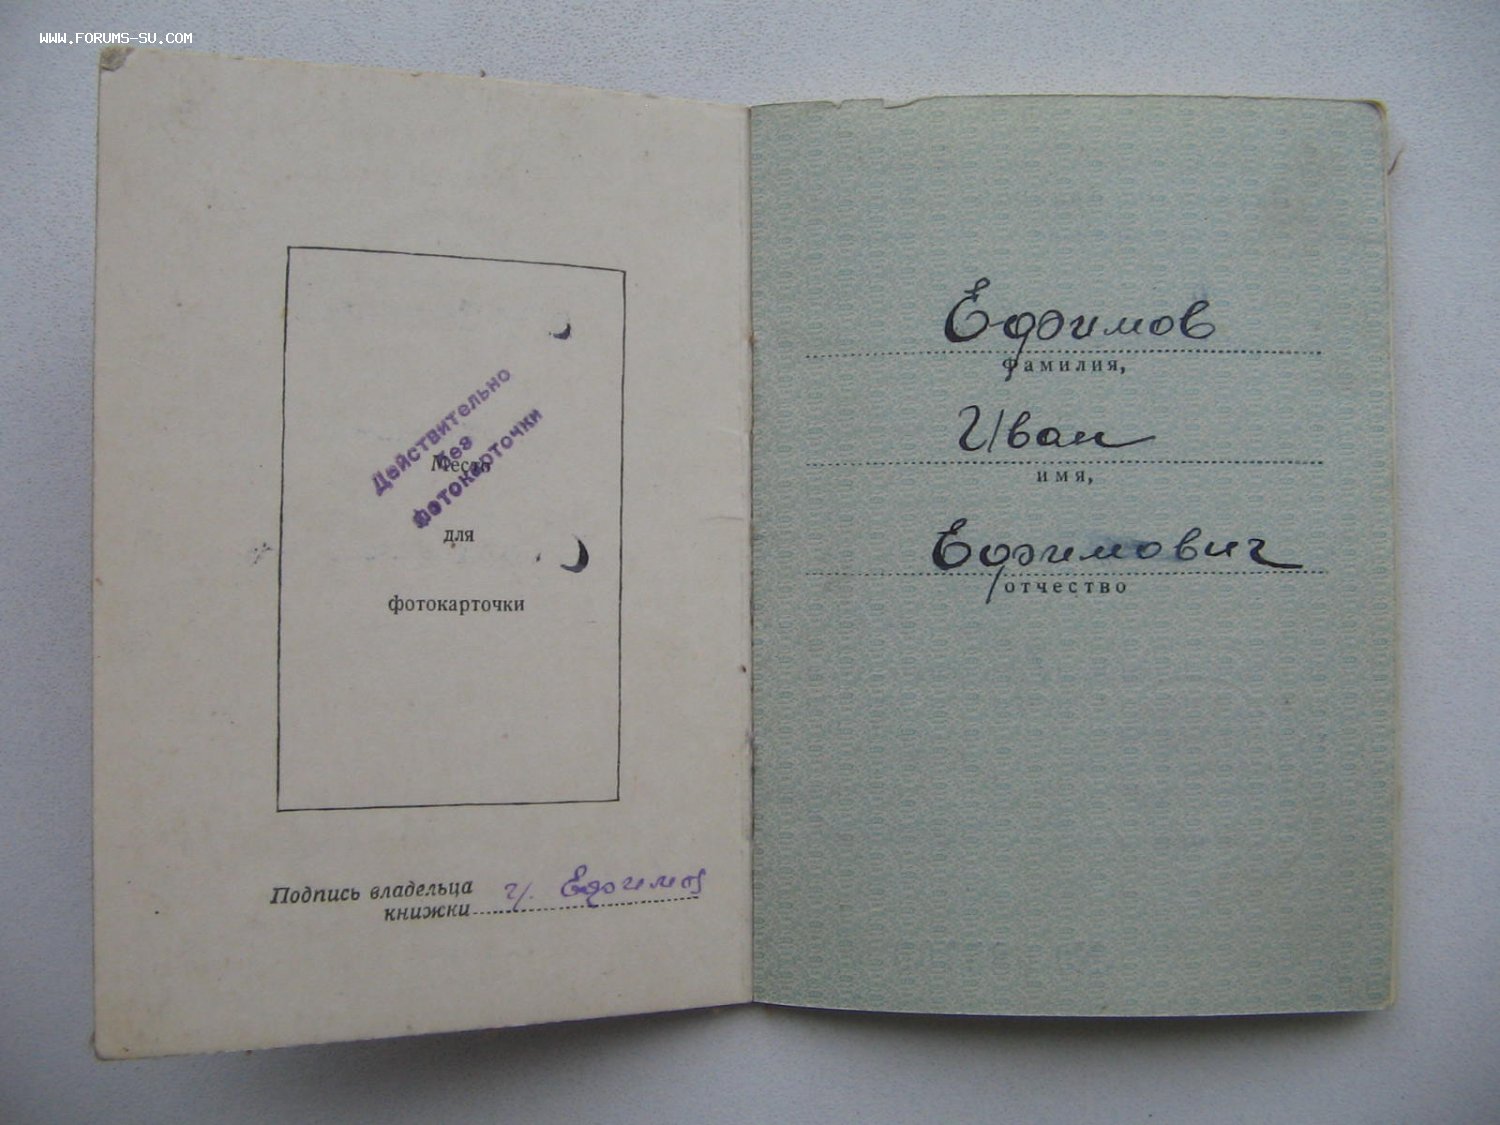 WWW.FORUMS-SU.COM
Действительно
без
фотокарточки
Место
для
фотокарточки
Подпись владельца
книжки И. Ефимов
Ефимов
фамилия,
Иван
имя,
Ефимович
отчество